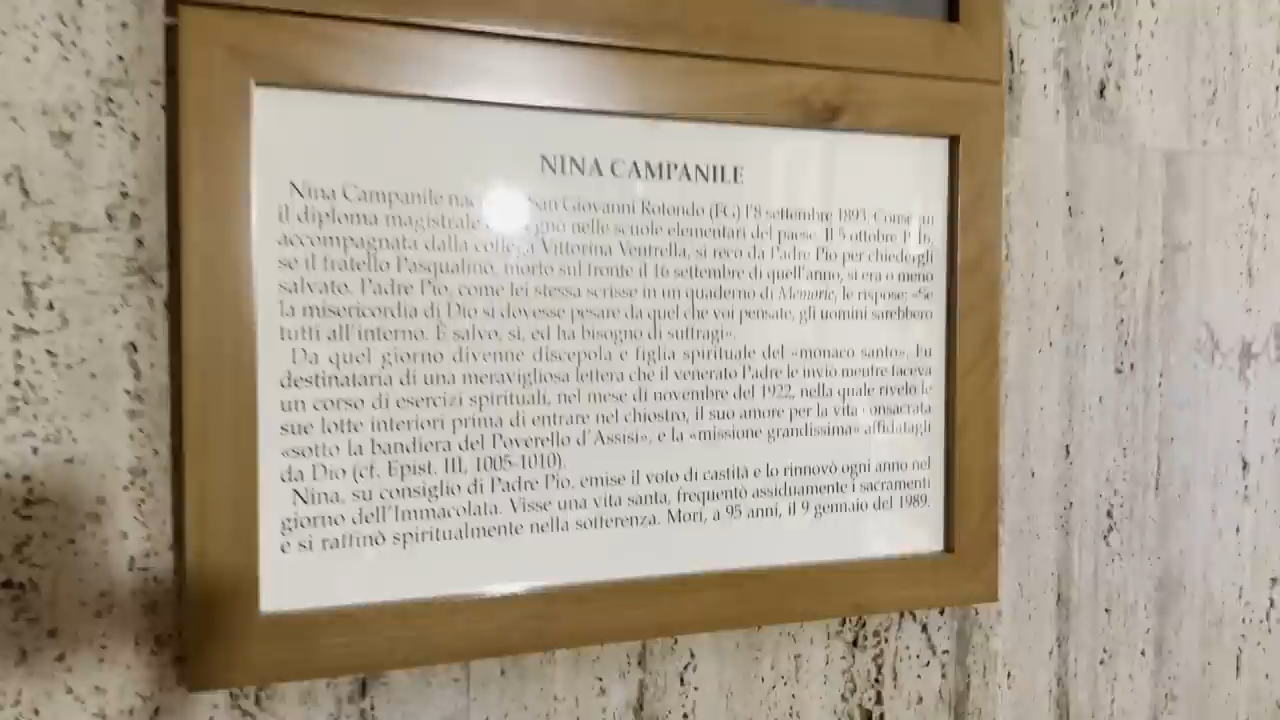 NINA CAMPANILE
Nina Campanile San Giovanni Rotondo (FG) l'8 settembre 1893.
il diploma magistrale nelle scuole elementari del paese. Il 5 ottobre
accompagnata dalla collega Vittorina Ventrella, si recò da Padre Pio per chiedergli
se il fratello Pasqualino, morto sul fronte il 16 settembre di quell'anno, si era o meno
salvato. Padre Pio, come lei stessa scrisse in un quaderno di Memorie, le rispose: «Se
la misericordia di Dio si dovesse pesare da quel che voi pensate, gli uomini sarebbero
tutti all'interno. È salvo, sì, ed ha bisogno di suffragi».
Da quel giorno divenne discepola e figlia spirituale del «monaco santo». Fu
destinataria di una meravigliosa lettera che il venerato Padre le inviò mentre faceva
un corso di esercizi spirituali, nel mese di novembre del 1922, nella quale rivelò le
sue lotte interiori prima di entrare nel chiostro, il suo amore per la vita consacrata
«sotto la bandiera del Poverello d'Assisi», e la «missione grandissima» affidatagli
da Dio (cf. Epist. III, 1005-1010).
Nina, su consiglio di Padre Pio, emise il voto di castità e lo rinnovò ogni anno nel
giorno dell'Immacolata. Visse una vita santa, frequentò assiduamente i sacramenti
e si raffinò spiritualmente nella sofferenza. Morì, a 95 anni, il 9 gennaio del 1989.